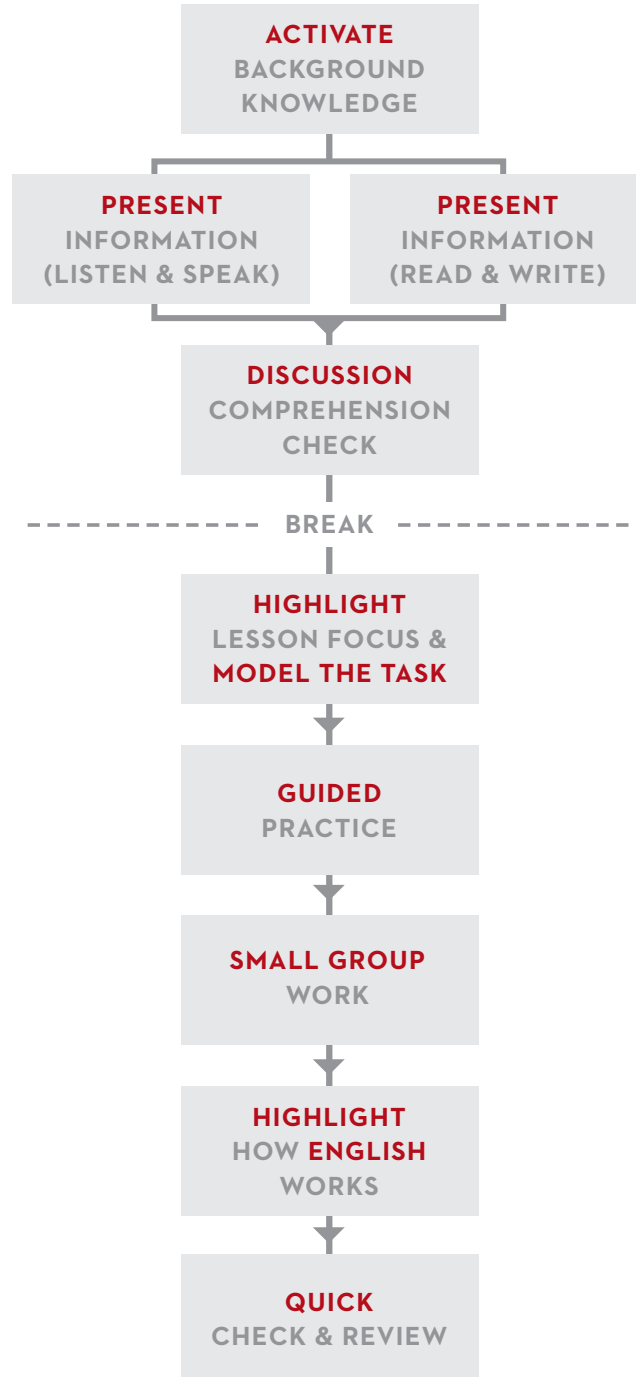 ACTIVATE
BACKGROUND
KNOWLEDGE
PRESENT
INFORMATION
(LISTEN & SPEAK)
PRESENT
INFORMATION
(READ & WRITE)
DISCUSSION
COMPREHENSION
CHECK
BREAK
HIGHLIGHT
LESSON FOCUS &
MODEL THE TASK
GUIDED
PRACTICE
SMALL GROUP
WORK
HIGHLIGHT
HOW ENGLISH
WORKS
QUICK
CHECK & REVIEW